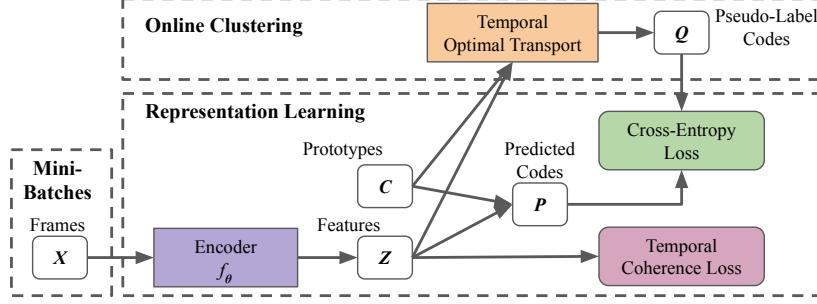 Online Clustering
Temporal
Optimal Transport
Q
Pseudo-Label
Codes
Representation Learning
Cross-Entropy
Loss
Prototypes
C
Predicted
Codes
P
Mini-
Batches
Frames
X
Encoder
fθ
Features
Z
Temporal
Coherence Loss